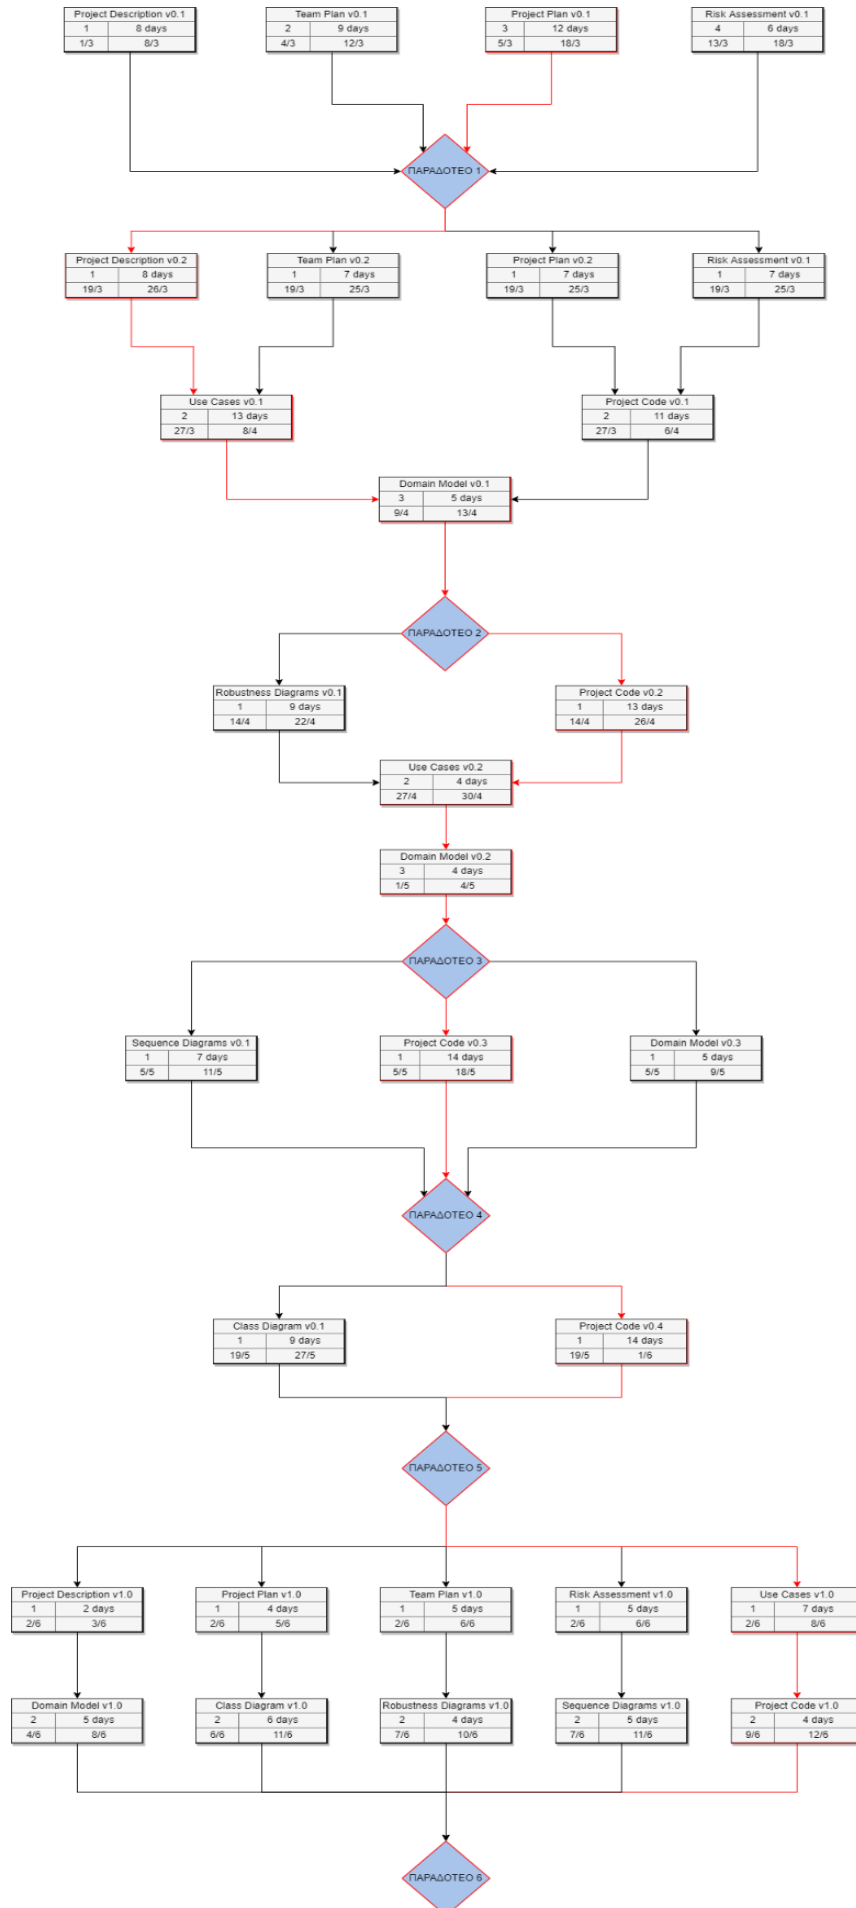 Project Description v0.1
1 8 days
1/3 8/3
Team Plan v0.1
2 9 days
4/3 12/3
Project Plan v0.1
3 12 days
5/3 18/3
Risk Assessment v0.1
4 6 days
13/3 18/3
ΠΑΡΑΔΟΤΕΟ 1
Project Description v0.2
1 8 days
19/3 26/3
Team Plan v0.2
1 7 days
19/3 25/3
Project Plan v0.2
1 7 days
19/3 25/3
Risk Assessment v0.1
1 7 days
19/3 25/3
Use Cases v0.1
2 13 days
27/3 8/4
Project Code v0.1
2 11 days
27/3 6/4
Domain Model v0.1
3 5 days
9/4 13/4
ΠΑΡΑΔΟΤΕΟ 2
Robustness Diagrams v0.1
1 9 days
14/4 22/4
Project Code v0.2
1 13 days
14/4 26/4
Use Cases v0.2
2 4 days
27/4 30/4
Domain Model v0.2
3 4 days
1/5 4/5
ΠΑΡΑΔΟΤΕΟ 3
Sequence Diagrams v0.1
1 7 days
5/5 11/5
Project Code v0.3
1 14 days
5/5 18/5
Domain Model v0.3
1 5 days
5/5 9/5
ΠΑΡΑΔΟΤΕΟ 4
Class Diagram v0.1
1 9 days
19/5 27/5
Project Code v0.4
1 14 days
19/5 1/6
ΠΑΡΑΔΟΤΕΟ 5
Project Description v1.0
1 2 days
2/6 3/6
Project Plan v1.0
1 4 days
2/6 5/6
Team Plan v1.0
1 5 days
2/6 6/6
Risk Assessment v1.0
1 5 days
2/6 6/6
Use Cases v1.0
1 7 days
2/6 8/6
Domain Model v1.0
2 5 days
4/6 8/6
Class Diagram v1.0
2 6 days
6/6 11/6
Robustness Diagrams v1.0
2 4 days
7/6 10/6
Sequence Diagrams v1.0
2 5 days
7/6 11/6
Project Code v1.0
2 4 days
9/6 12/6
ΠΑΡΑΔΟΤΕΟ 6